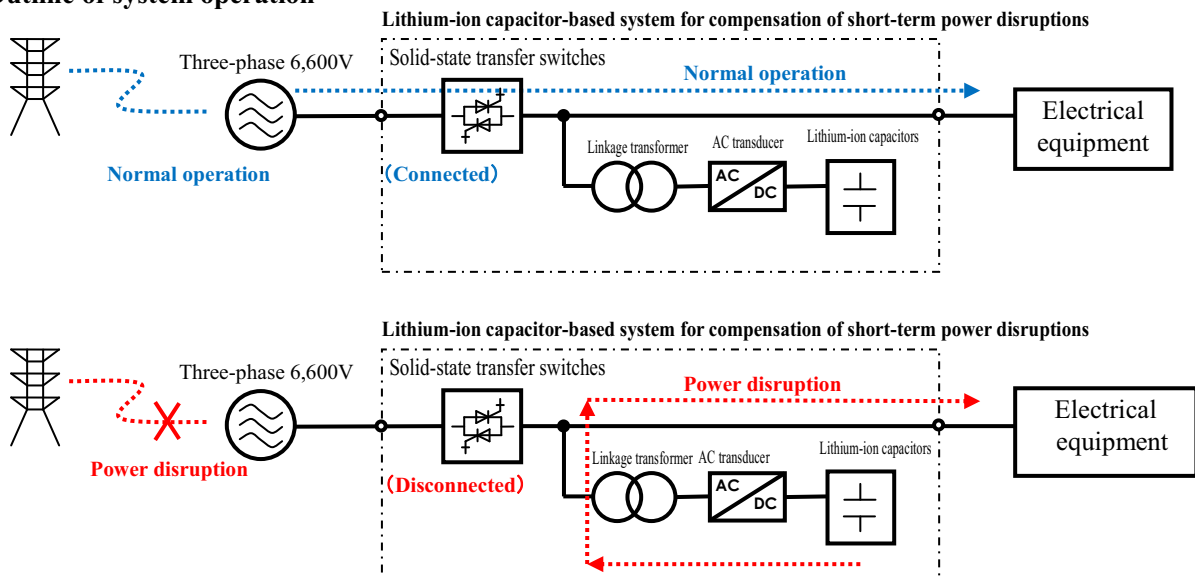 Outline of system operation
Lithium-ion capacitor-based system for compensation of short-term power disruptions
Solid-state transfer switches
Three-phase 6,600V
Normal operation
Electrical
equipment
Linkage transformer
AC transducer
Lithium-ion capacitors
Normal operation
(Connected)
AC
DC
Lithium-ion capacitor-based system for compensation of short-term power disruptions
Solid-state transfer switches
Three-phase 6,600V
Power disruption
Electrical
equipment
Linkage transformer
AC transducer
Lithium-ion capacitors
Power disruption
(Disconnected)
AC
DC